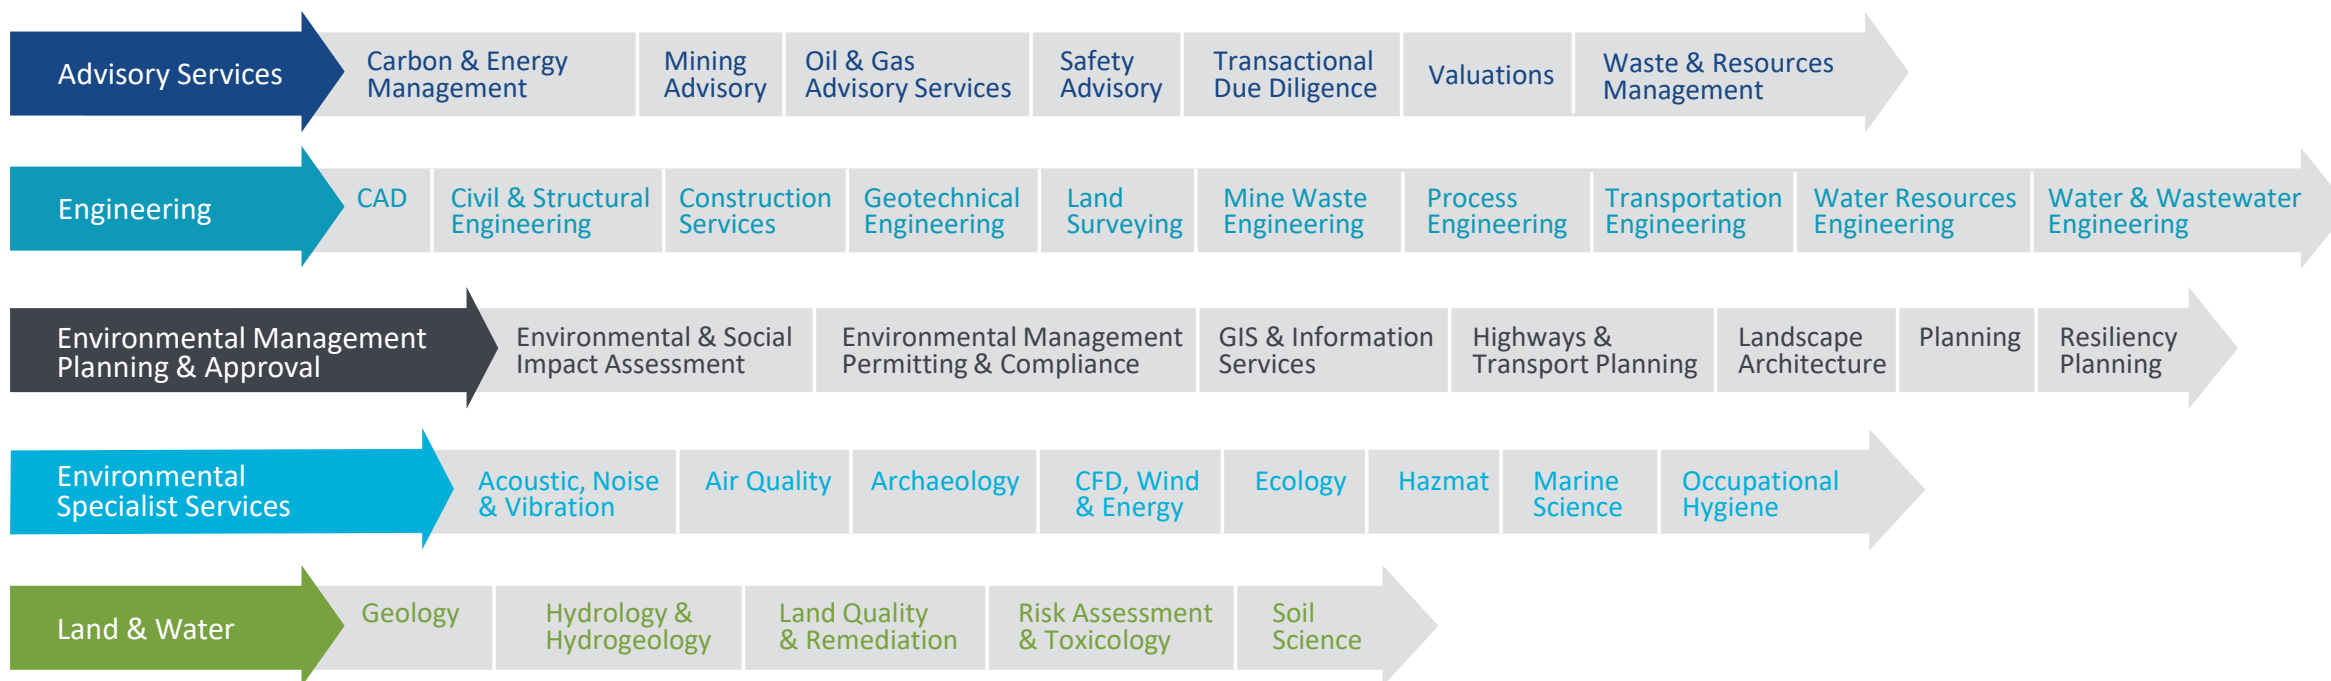 Advisory Services
Carbon & Energy
Management
Mining
Advisory
Oil & Gas
Advisory Services
Safety
Advisory
Transactional
Due Diligence
Valuations
Waste & Resources
Management
Engineering
CAD
Civil & Structural
Engineering
Construction
Services
Geotechnical
Engineering
Land
Surveying
Mine Waste
Engineering
Process
Engineering
Transportation
Engineering
Water Resources
Engineering
Water & Wastewater
Engineering
Environmental Management
Planning & Approval
Environmental & Social
Impact Assessment
Environmental Management
Permitting & Compliance
GIS & Information
Services
Highways &
Transport Planning
Landscape
Architecture
Planning
Resiliency
Planning
Environmental
Specialist Services
Acoustic, Noise
& Vibration
Air Quality
Archaeology
CFD, Wind
& Energy
Ecology
Hazmat
Marine
Science
Occupational
Hygiene
Land & Water
Geology
Hydrology &
Hydrogeology
Land Quality
& Remediation
Risk Assessment
& Toxicology
Soil
Science